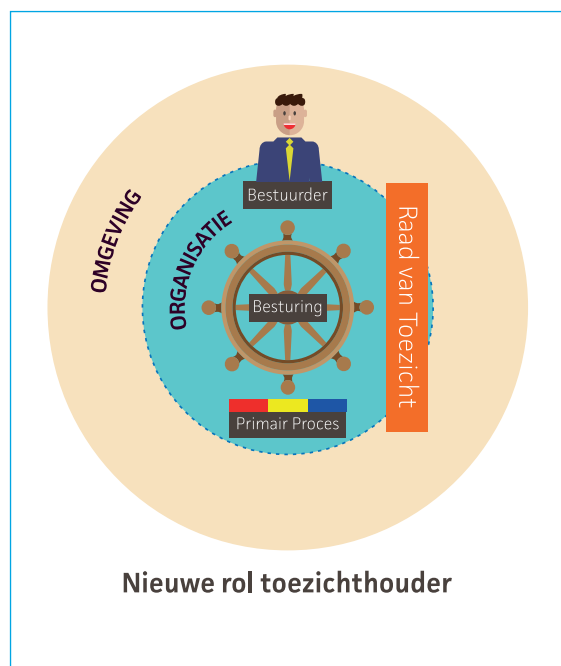 Bestuurder
OMGEVING
ORGANISATIE
Raad van Toezicht
Besturing
Primair Proces
Nieuwe rol toezichthouder